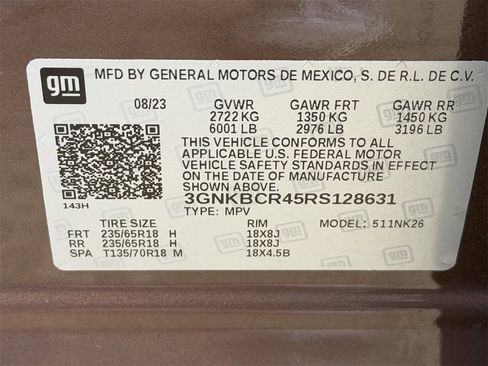 gm MFD BY GENERAL MOTORS DE MEXICO, S. DE R.L. DE C.V.
08/23 GVWR GAWR FRT GAWR RR
2722 KG 1350 KG 1450 KG
6001 LB 2976 LB 3196 LB
THIS VEHICLE CONFORMS TO ALL
APPLICABLE U.S. FEDERAL MOTOR
VEHICLE SAFETY STANDARDS IN EFFECT
ON THE DATE OF MANUFACTURE
SHOWN ABOVE.
3GNKBCR45RS128631
143H TYPE: MPV MODEL: 511NK26
TIRE SIZE RIM
FRT 235/65R18 H 18X8J
RR 235/65R18 H 18X8J
SPA T135/70R18 M 18X4.5B